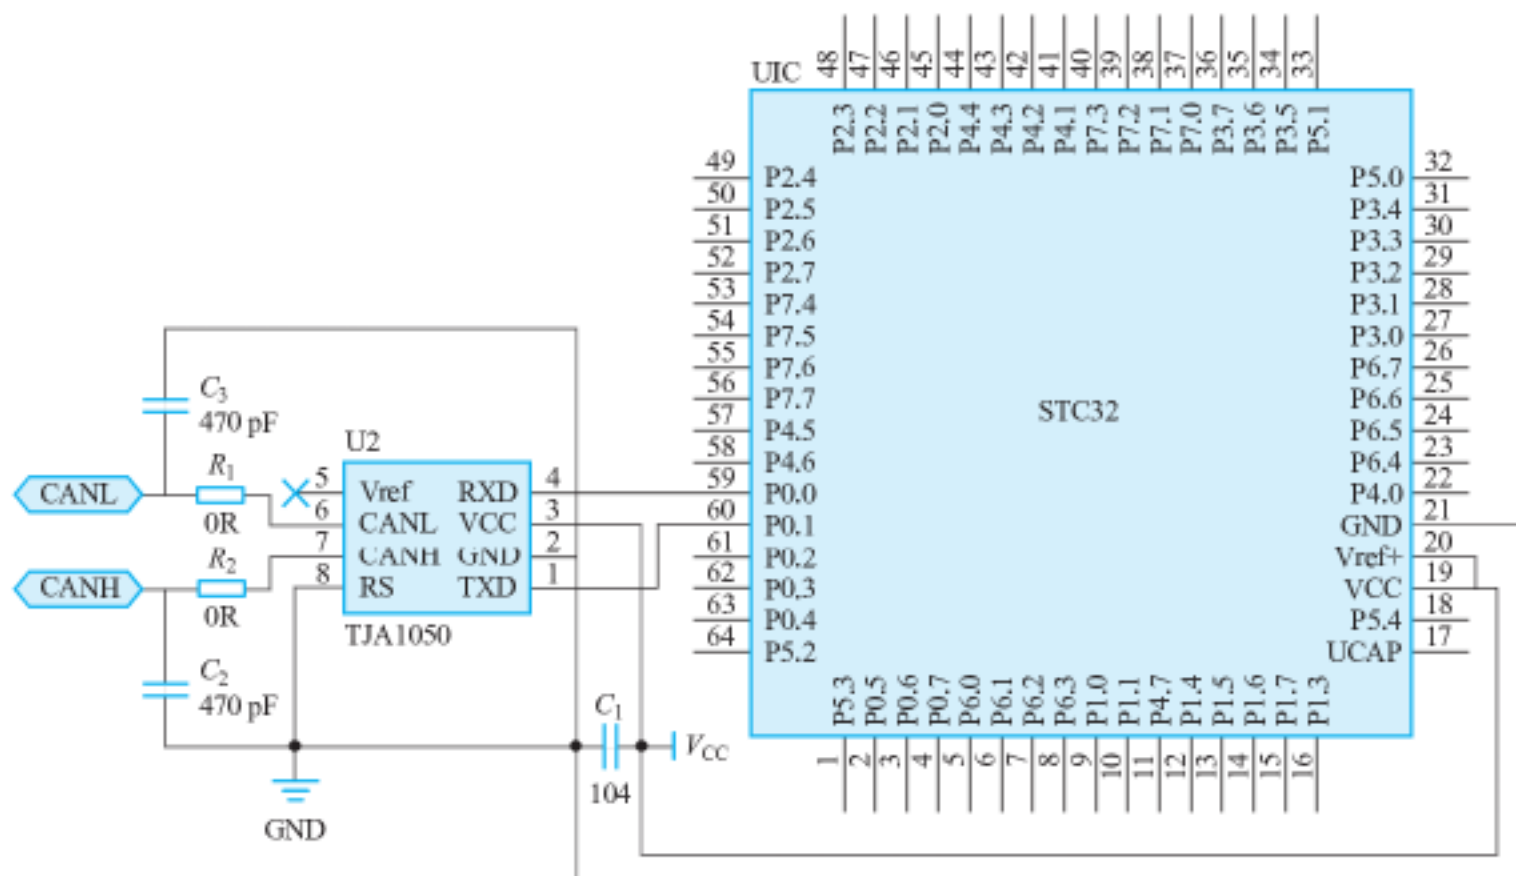 48 47 46 45 44 43 42 41 40 39 38 37 36 35 34 33
UIC
P2.3 P2.2 P2.1 P2.0 P4.4 P4.3 P4.2 P4.1 P7.3 P7.2 P7.1 P7.0 P3.7 P3.6 P3.5 P5.1
49 P2.4 P5.0 32
50 P2.5 P3.4 31
51 P2.6 P3.3 30
52 P2.7 P3.2 29
53 P7.4 P3.1 28
54 P7.5 P3.0 27
55 P7.6 P6.7 26
56 P7.7 P6.6 25
57 P4.5 P6.5 24
58 P4.6 P6.4 23
59 P0.0 P4.0 22
60 P0.1 GND 21
61 P0.2 Vref+ 20
62 P0.3 VCC 19
63 P0.4 P5.4 18
64 P5.2 UCAP 17
STC32
P5.3 P0.5 P0.6 P0.7 P6.0 P6.1 P6.2 P6.3 P1.0 P1.1 P4.7 P1.4 P1.5 P1.6 P1.7 P1.3
1 2 3 4 5 6 7 8 9 10 11 12 13 14 15 16
C3
470 pF
U2
CANL
R1
0R
5 Vref RXD 4
6 CANL VCC 3
7 CANH GND 2
8 RS TXD 1
TJA1050
CANH
R2
0R
C2
470 pF
C1
104
VCC
GND